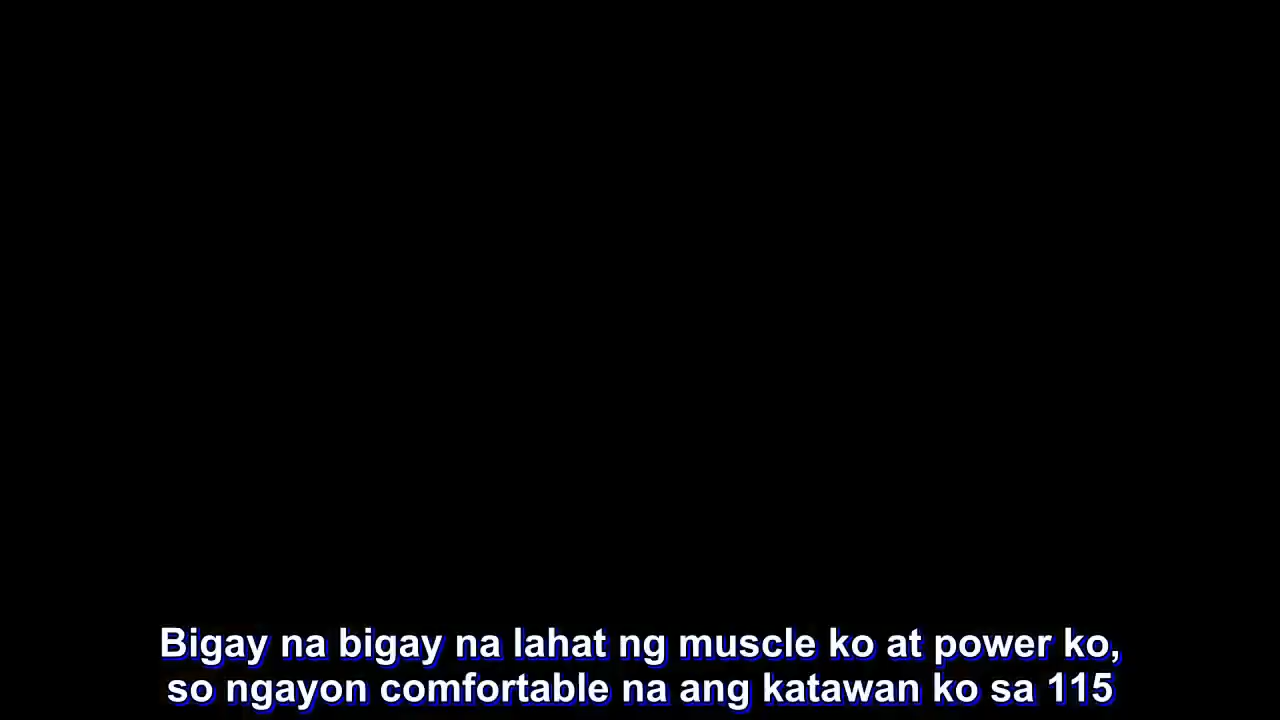 Bigay na bigay na lahat ng muscle ko at power ko,
so ngayon comfortable na ang katawan ko sa 115